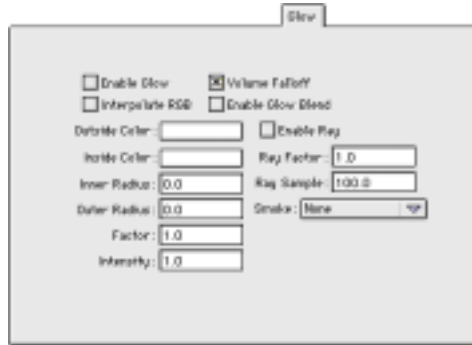 Glow
Enable Glow Volume Falloff
Interpolate RGB Enable Glow Blend
Outside Color: Enable Ray
Inside Color: Ray Factor: 1.0
Inner Radius: 0.0 Ray Sample: 100.0
Outer Radius: 0.0 Smoke: None
Factor: 1.0
Intensity: 1.0